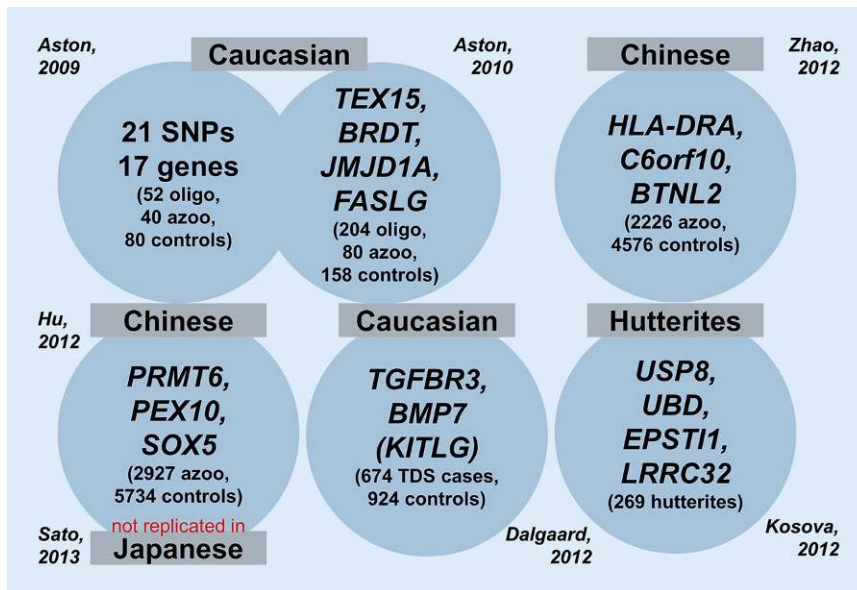 Aston,
2009
Caucasian
Aston,
2010
21 SNPs
17 genes
(52 oligo,
40 azoo,
80 controls)
TEX15,
BRDT,
JMJD1A,
FASLG
(204 oligo,
80 azoo,
158 controls)
Chinese
Zhao,
2012
HLA-DRA,
C6orf10,
BTNL2
(2226 azoo,
4576 controls)
Hu,
2012
Chinese
PRMT6,
PEX10,
SOX5
(2927 azoo,
5734 controls)
not replicated in
Sato,
2013
Japanese
Caucasian
TGFBR3,
BMP7
(KITLG)
(674 TDS cases,
924 controls)
Dalgaard,
2012
Hutterites
USP8,
UBD,
EPSTI1,
LRRC32
(269 hutterites)
Kosova,
2012